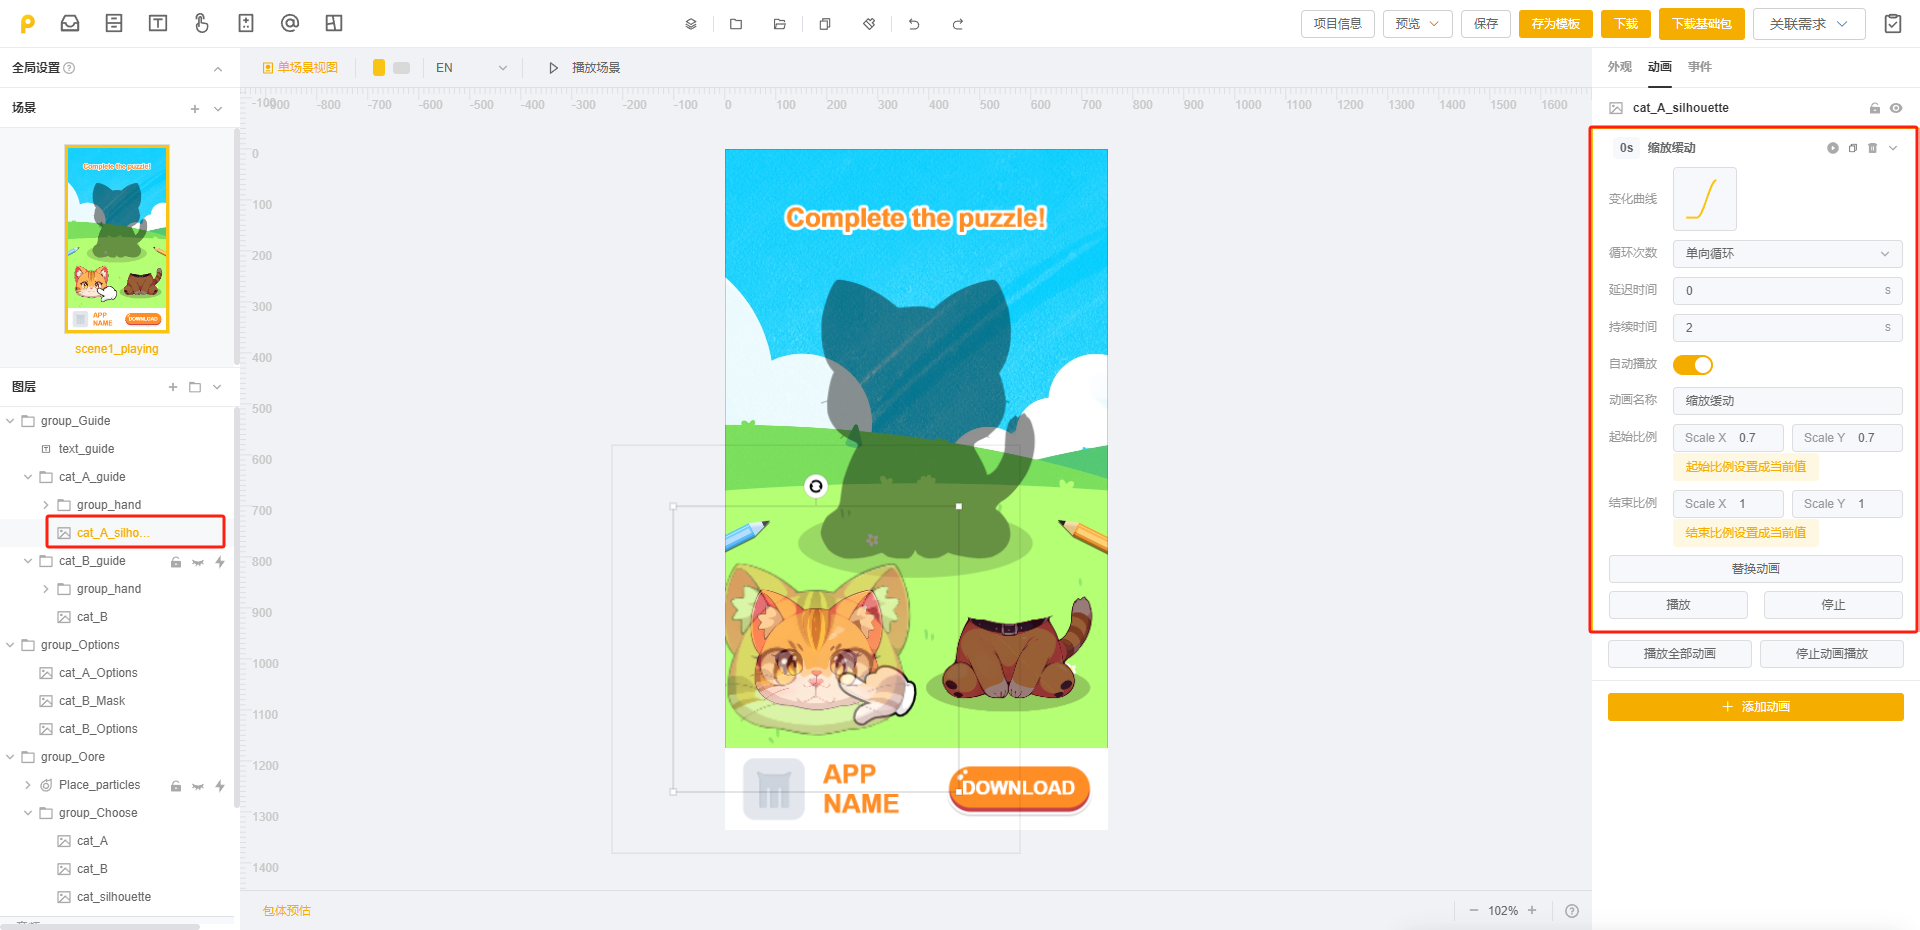 项目信息
预览
保存
存为模板
下载
下载基础包
关联需求
全局设置
单场景视图
EN
播放场景
外观
动画
事件
场景
-100
-900 -800 -700 -600 -500 -400 -300 -200 -100 0 100 200 300 400 500 600 700 800 900 1000 1100 1200 1300 1400 1500 1600
cat_A_silhouette
0s 缩放缓动
变化曲线
循环次数 单向循环
延迟时间 0 s
持续时间 2 s
自动播放
动画名称 缩放缓动
起始比例 Scale X 0.7 Scale Y 0.7
起始比例设置成当前值
结束比例 Scale X 1 Scale Y 1
结束比例设置成当前值
替换动画
播放 停止
播放全部动画 停止动画播放
添加动画
Complete the puzzle!
APP
NAME
DOWNLOAD
scene1_playing
图层
group_Guide
text_guide
cat_A_guide
group_hand
cat_A_silho...
cat_B_guide
group_hand
cat_B
group_Options
cat_A_Options
cat_B_Mask
cat_B_Options
group_Oore
Place_particles
group_Choose
cat_A
cat_B
cat_silhouette
0
100
200
300
400
500
600
700
800
900
1000
1100
1200
1300
1400
Complete the puzzle!
APP
NAME
DOWNLOAD
包体预估
102%